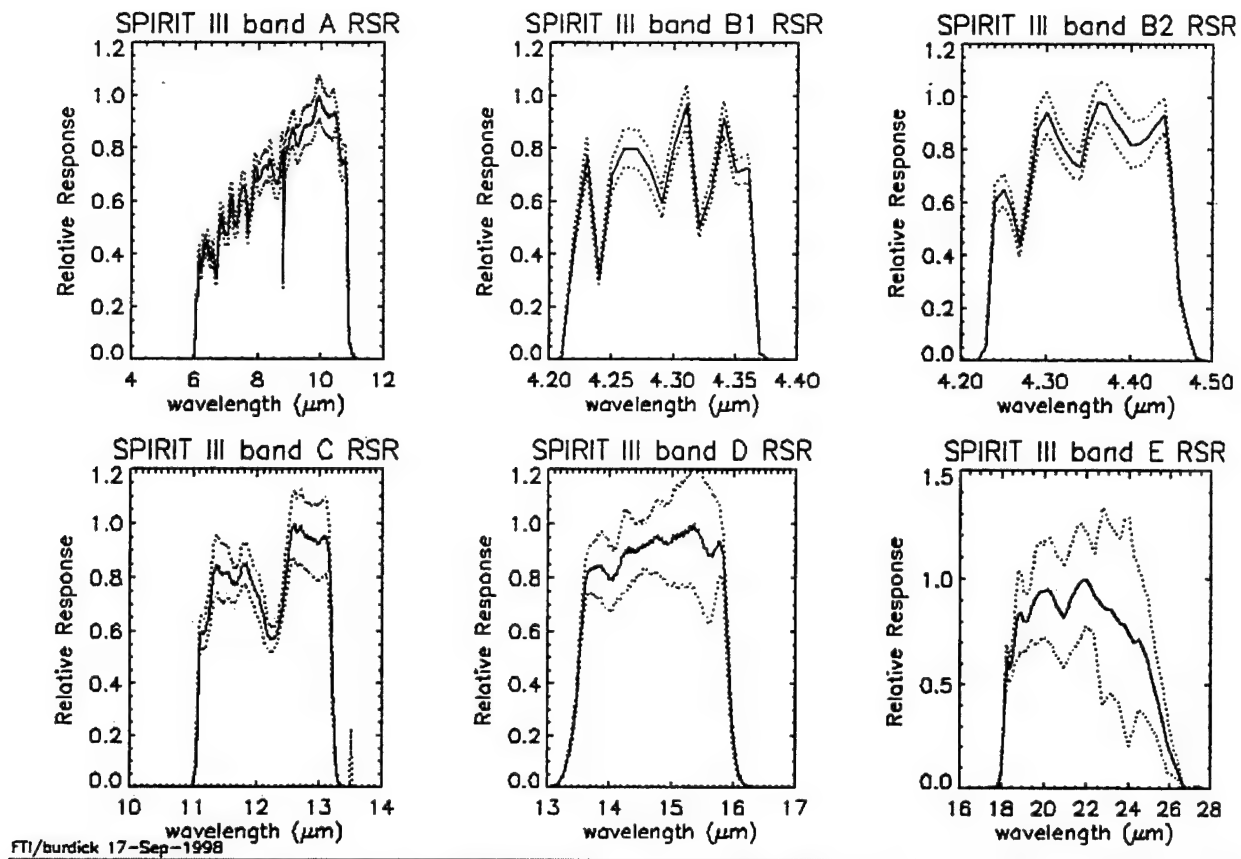 SPIRIT III band A RSR
SPIRIT III band B1 RSR
SPIRIT III band B2 RSR
Relative Response
1.2
1.0
0.8
0.6
0.4
0.2
0.0
4 6 8 10 12
wavelength (μm)
Relative Response
1.2
1.0
0.8
0.6
0.4
0.2
0.0
4.20 4.25 4.30 4.35 4.40
wavelength (μm)
Relative Response
1.2
1.0
0.8
0.6
0.4
0.2
0.0
4.20 4.30 4.40 4.50
wavelength (μm)
SPIRIT III band C RSR
SPIRIT III band D RSR
SPIRIT III band E RSR
Relative Response
1.2
1.0
0.8
0.6
0.4
0.2
0.0
10 11 12 13 14
wavelength (μm)
Relative Response
1.2
1.0
0.8
0.6
0.4
0.2
0.0
13 14 15 16 17
wavelength (μm)
Relative Response
1.5
1.0
0.5
0.0
16 18 20 22 24 26 28
wavelength (μm)
FTI/burdick 17-Sep-1998